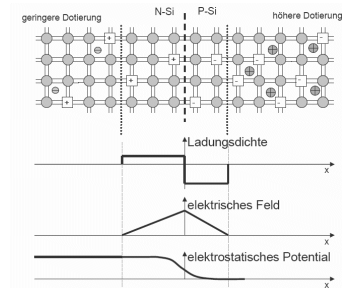 N-Si P-Si
geringere Dotierung höhere Dotierung
Ladungsdichte
x
elektrisches Feld
x
elektrostatisches Potential
x